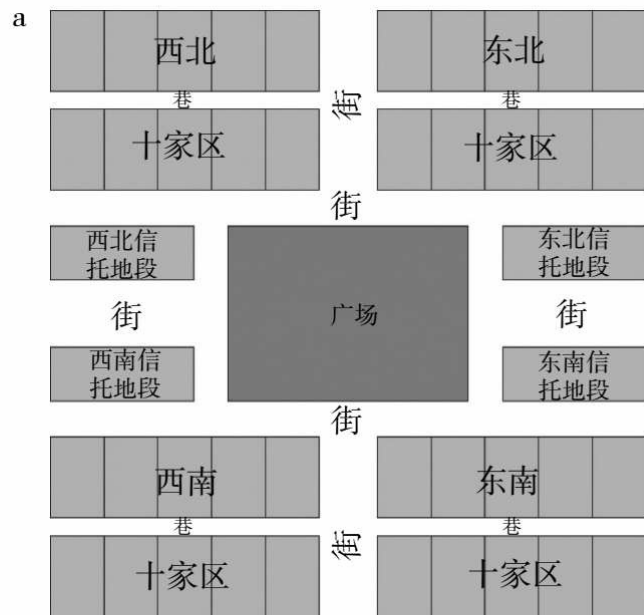 a
西北
东北
巷
街
巷
十家区
十家区
街
西北信
托地段
东北信
托地段
街
广场
街
西南信
托地段
东南信
托地段
街
西南
东南
巷
街
巷
十家区
十家区